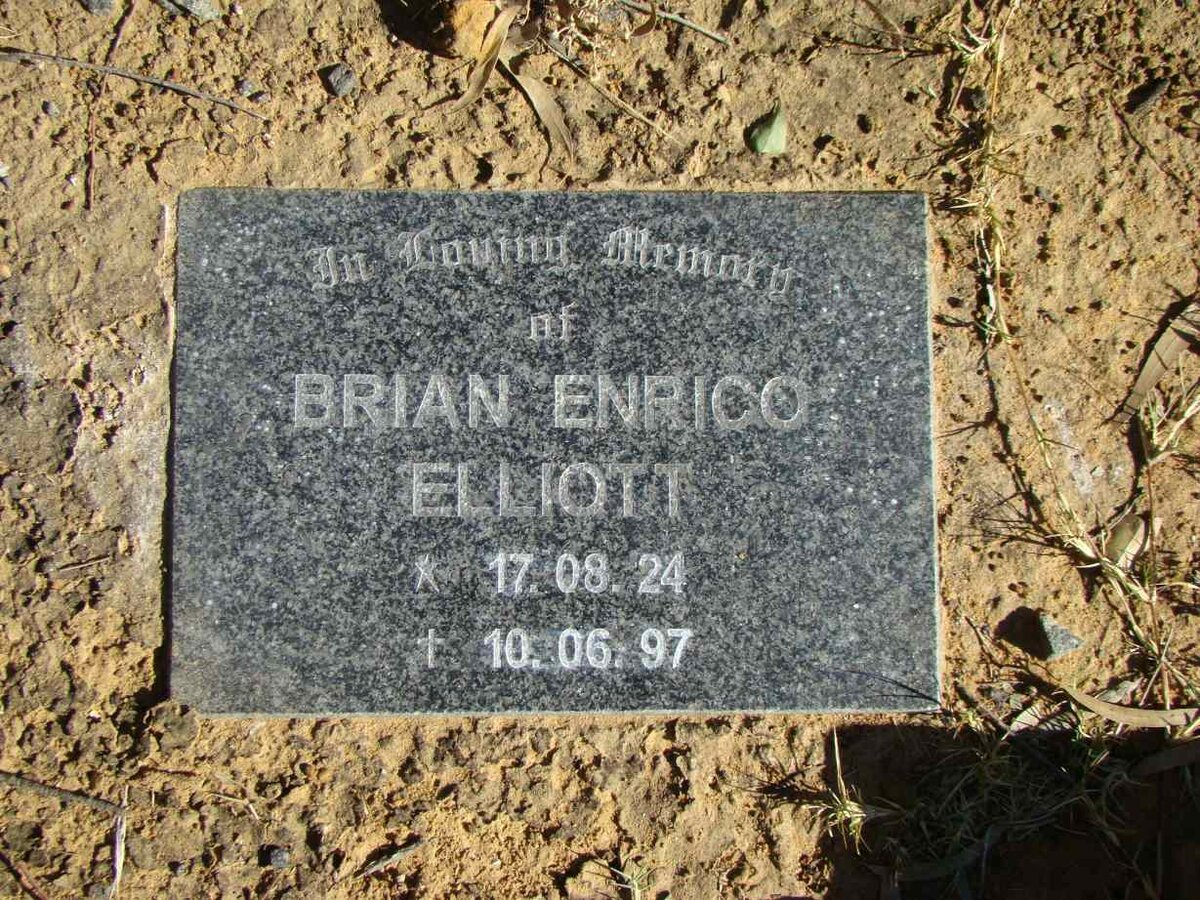 In Loving Memory
of
BRIAN ENRICO
ELLIOTT
* 17. 08. 24
† 10. 06. 97